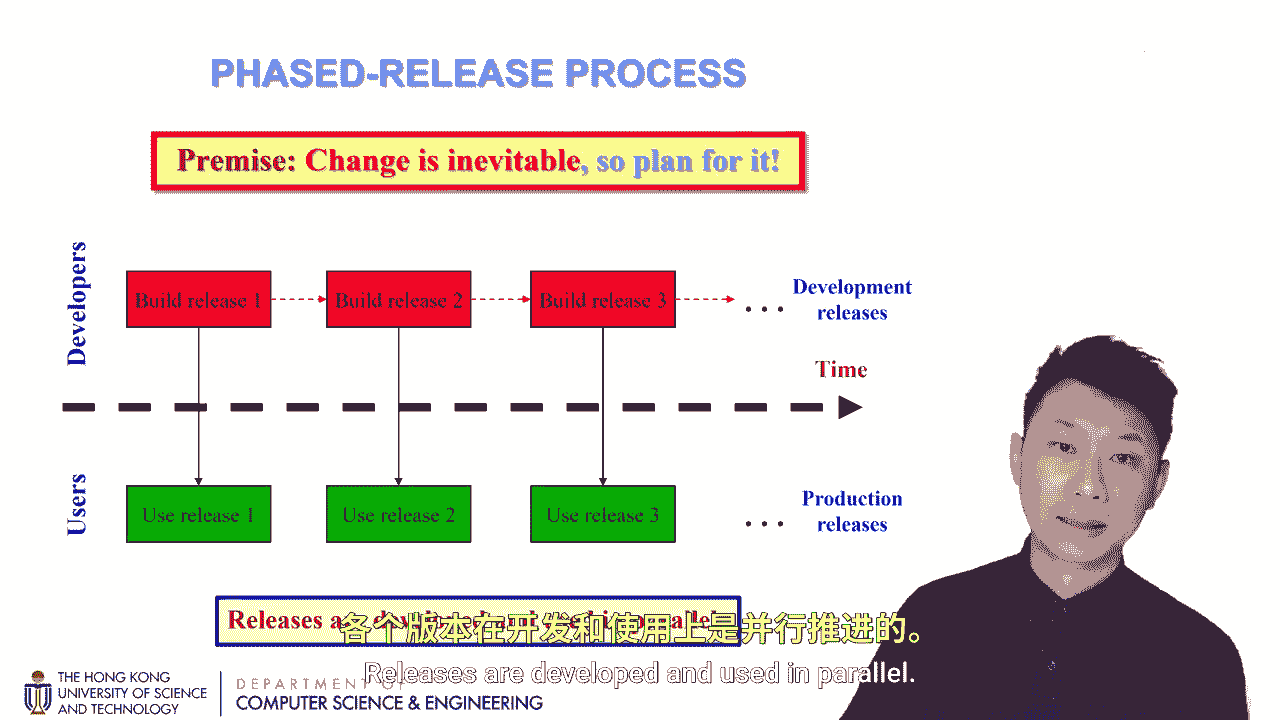 PHASED-RELEASE PROCESS
Premise: Change is inevitable, so plan for it!
Developers
Build release 1
Build release 2
Build release 3
. . .
Development
releases
Time
Users
Use release 1
Use release 2
Use release 3
. . .
Production
releases
Releases
各个版本在开发和使用上是并行推进的。
Releases are developed and used in parallel.
THE HONG KONG
UNIVERSITY OF SCIENCE
AND TECHNOLOGY
DEPARTMENT OF
COMPUTER SCIENCE & ENGINEERING